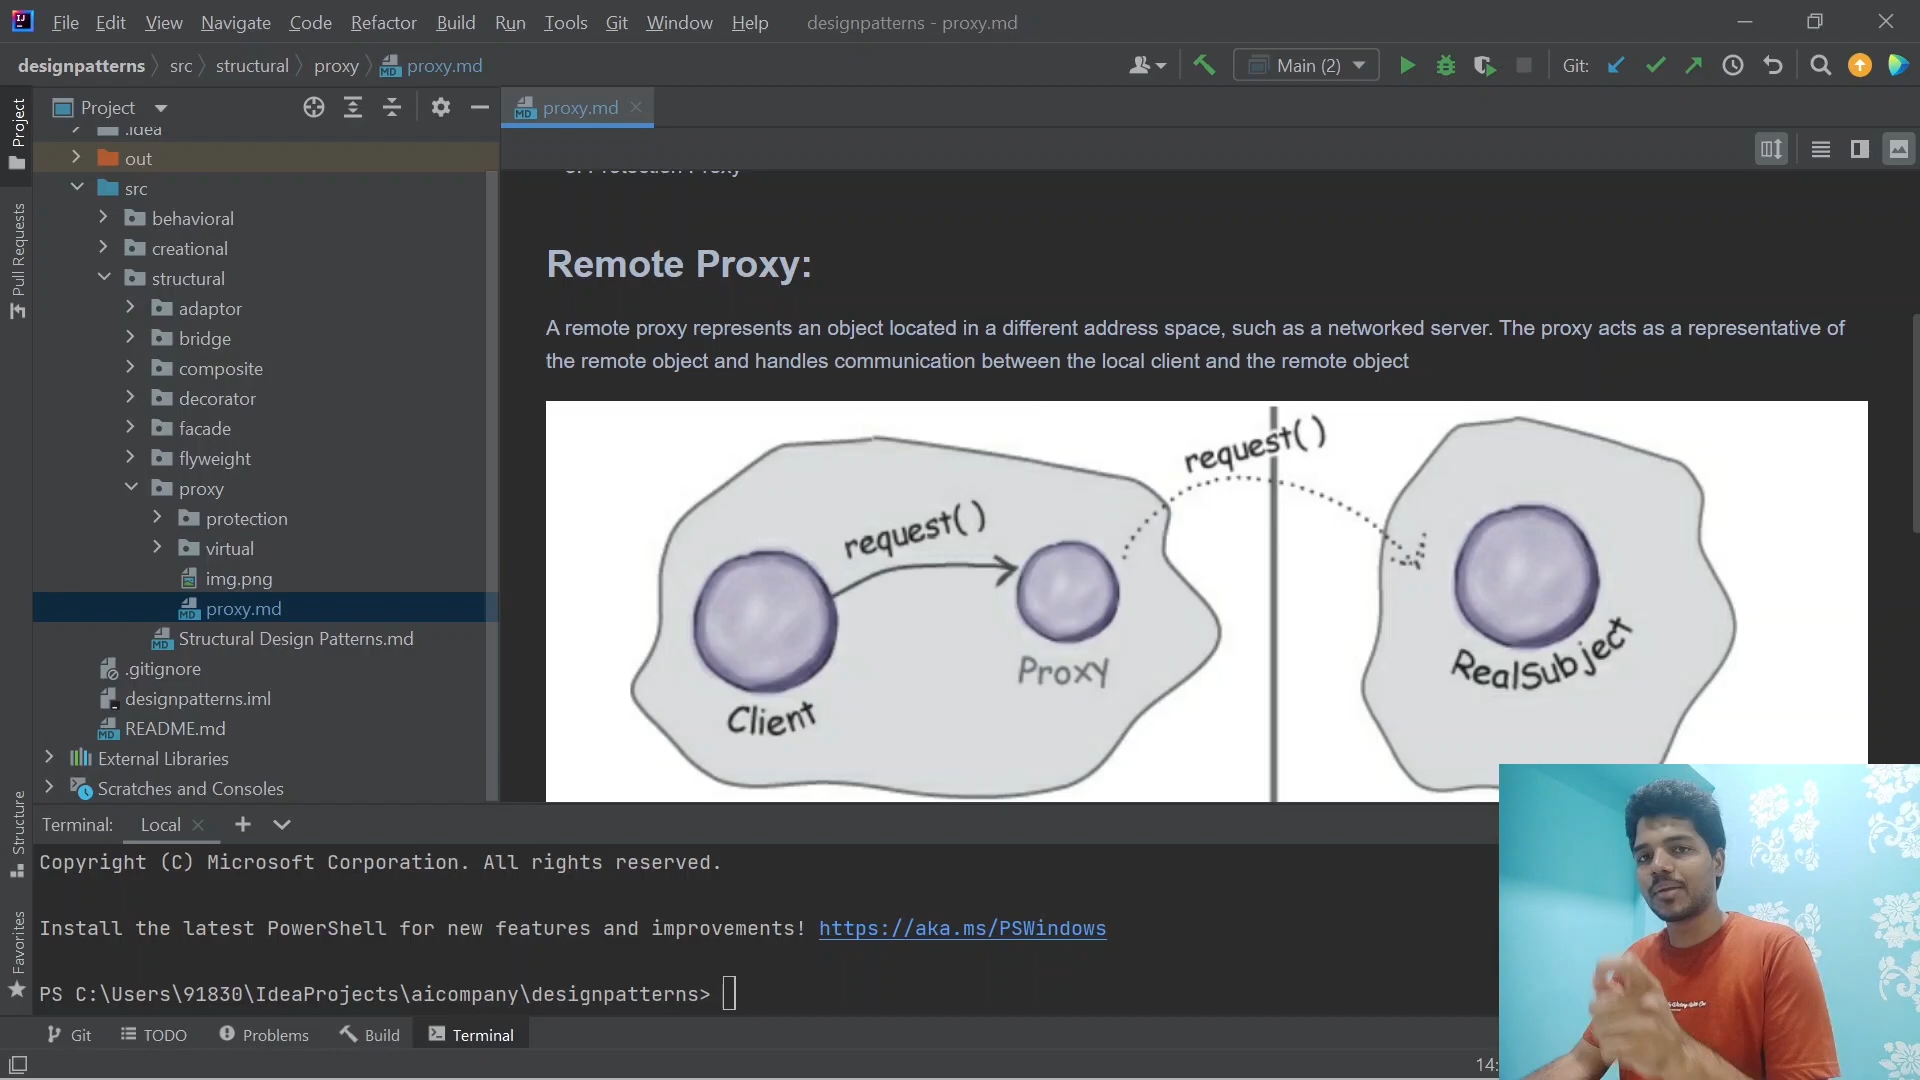 File Edit View Navigate Code Refactor Build Run Tools Git Window Help designpatterns - proxy.md
designpatterns src structural proxy proxy.md Main (2) Git:
Project proxy.md
.idea
out
src
behavioral
creational
structural
adaptor
bridge
composite
decorator
facade
flyweight
proxy
protection
virtual
img.png
proxy.md
Structural Design Patterns.md
.gitignore
designpatterns.iml
README.md
External Libraries
Scratches and Consoles
Project
Pull Requests
Structure
Favorites
Protection Proxy
Remote Proxy:
A remote proxy represents an object located in a different address space, such as a networked server. The proxy acts as a representative of
the remote object and handles communication between the local client and the remote object
request()
request()
Client
Proxy
RealSubject
Terminal: Local
Copyright (C) Microsoft Corporation. All rights reserved.
Install the latest PowerShell for new features and improvements! https://aka.ms/PSWindows
PS C:\Users\91830\IdeaProjects\aicompany\designpatterns>
Git TODO Problems Build Terminal
14: